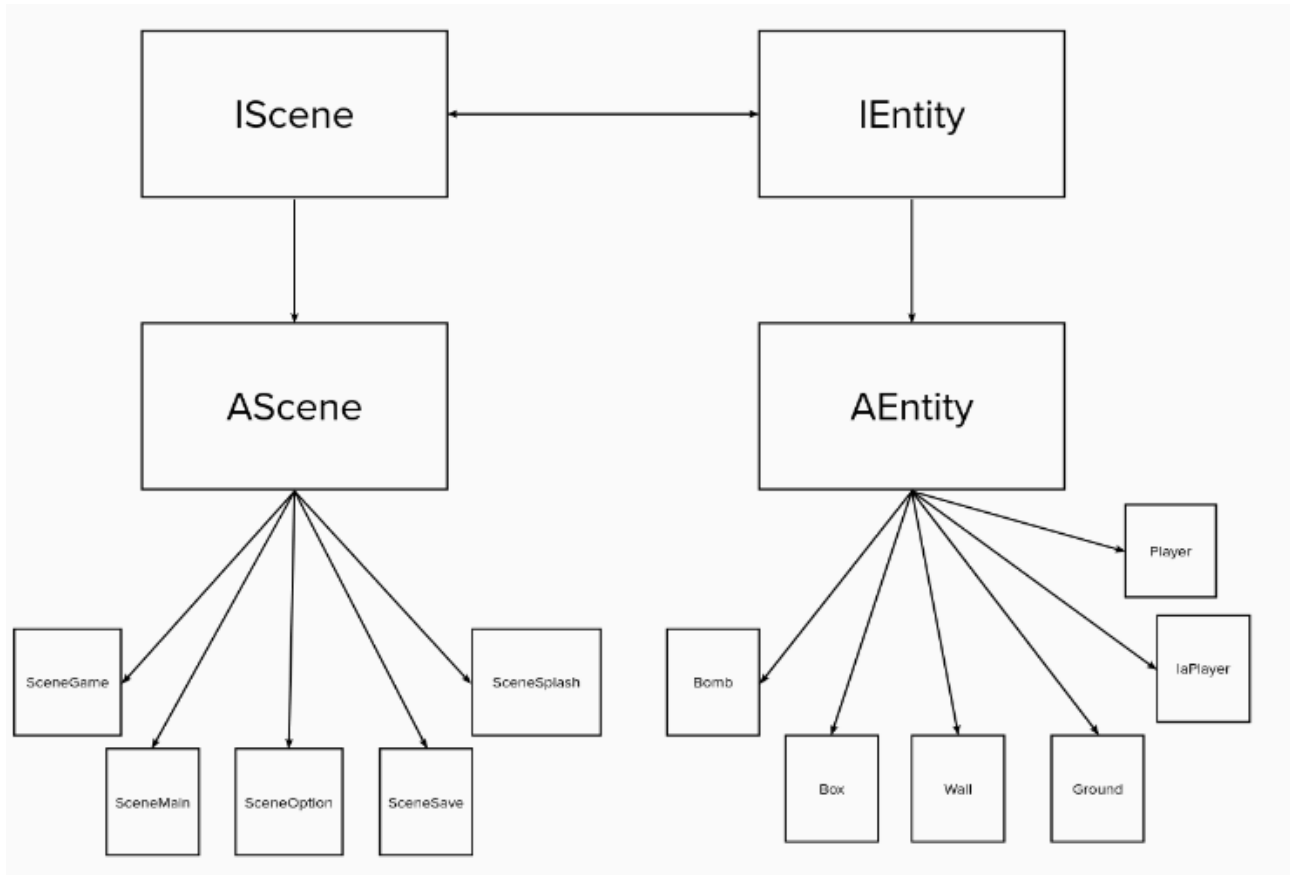 IScene
IEntity
AScene
AEntity
Player
IaPlayer
SceneGame
SceneSplash
Bomb
SceneMain
SceneOption
SceneSave
Box
Wall
Ground